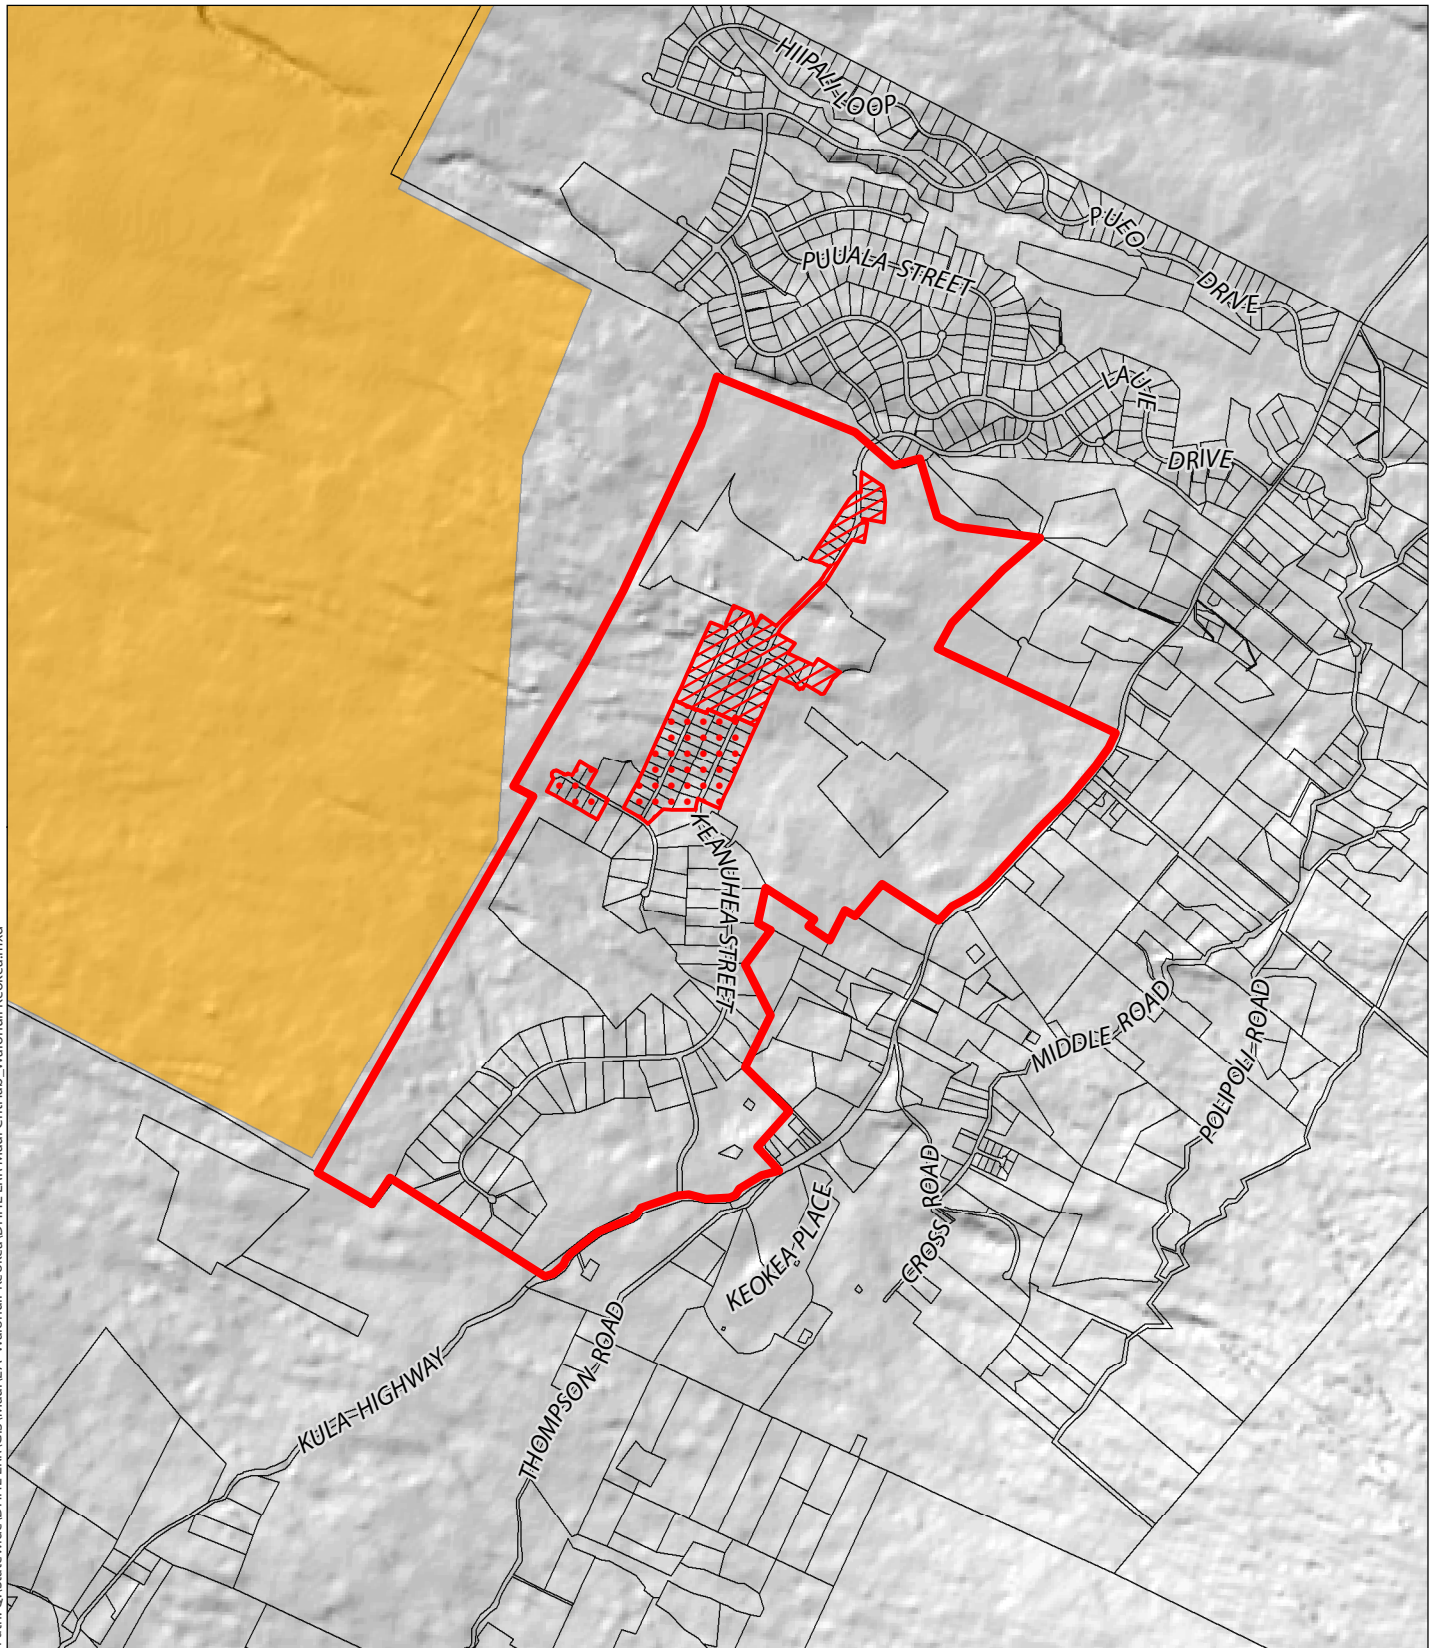 HIIPALI LOOP
PUEO
DRIVE
PUUALA STREET
LAUIE
DRIVE
KEANUHEA STREET
MIDDLE ROAD
POLIPOLI ROAD
CROSS ROAD
KEOKEA PLACE
KULA HIGHWAY
THOMPSON ROAD